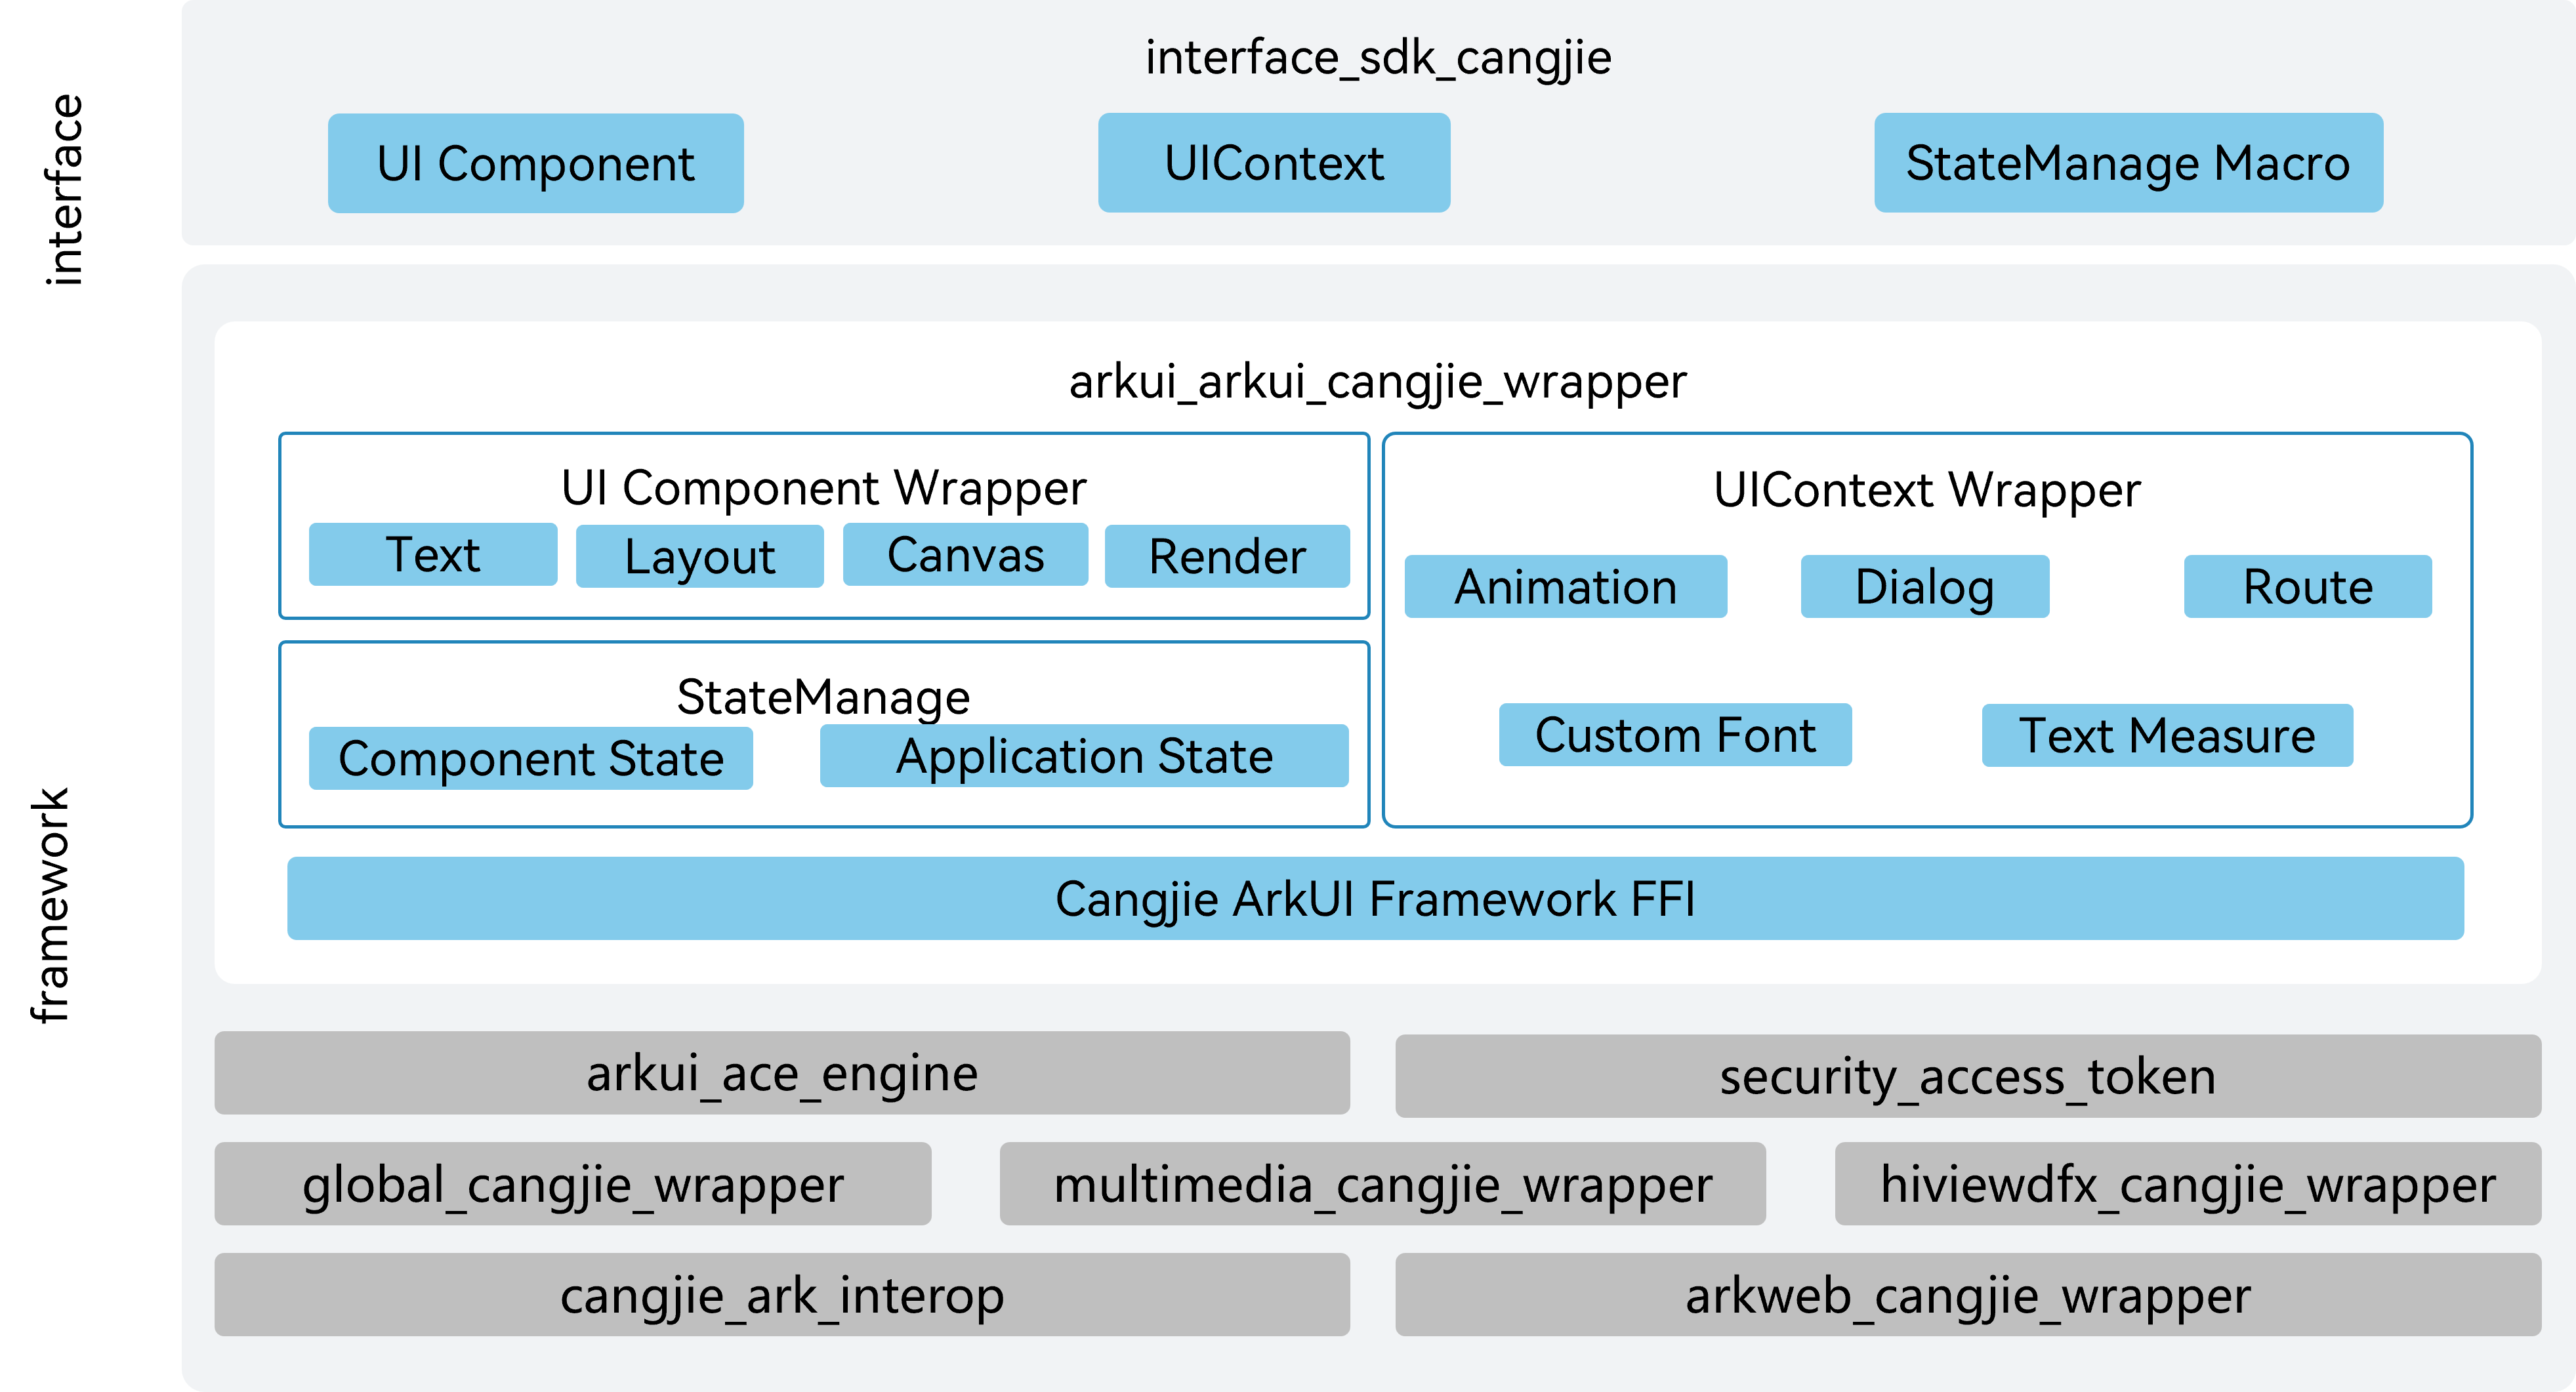 interface
interface_sdk_cangjie
UI Component
UIContext
StateManage Macro
framework
arkui_arkui_cangjie_wrapper
UI Component Wrapper
Text
Layout
Canvas
Render
StateManage
Component State
Application State
UIContext Wrapper
Animation
Dialog
Route
Custom Font
Text Measure
Cangjie ArkUI Framework FFI
arkui_ace_engine
security_access_token
global_cangjie_wrapper
multimedia_cangjie_wrapper
hiviewdfx_cangjie_wrapper
cangjie_ark_interop
arkweb_cangjie_wrapper